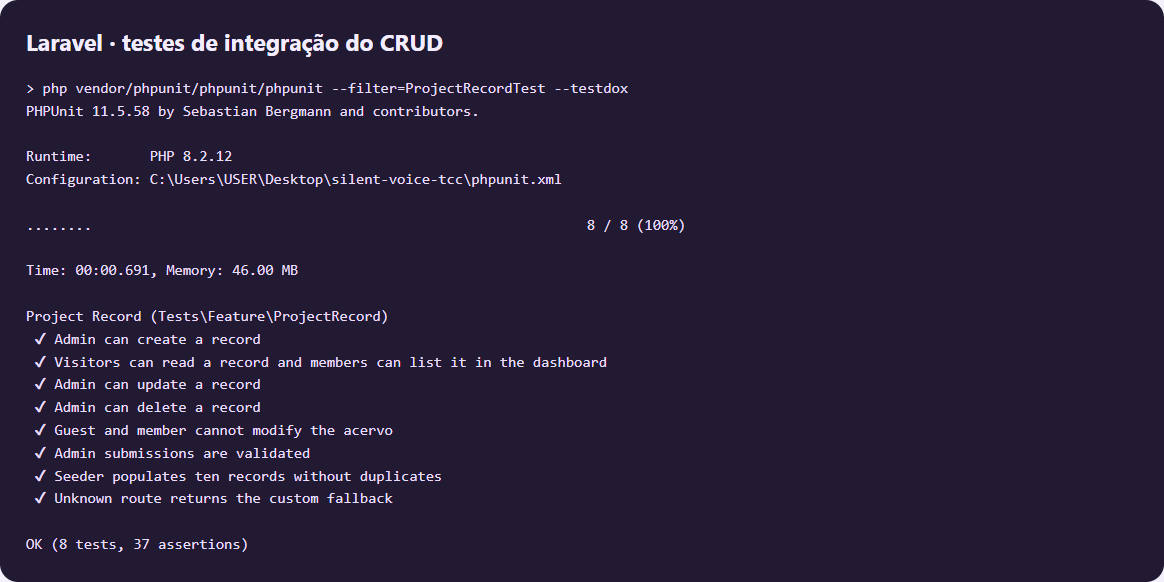 Laravel · testes de integração do CRUD
> php vendor/phpunit/phpunit/phpunit --filter=ProjectRecordTest --testdox
PHPUnit 11.5.58 by Sebastian Bergmann and contributors.
Runtime:       PHP 8.2.12
Configuration: C:\Users\USER\Desktop\silent-voice-tcc\phpunit.xml
........                                                            8 / 8 (100%)
Time: 00:00.691, Memory: 46.00 MB
Project Record (Tests\Feature\ProjectRecord)
✔ Admin can create a record
✔ Visitors can read a record and members can list it in the dashboard
✔ Admin can update a record
✔ Admin can delete a record
✔ Guest and member cannot modify the acervo
✔ Admin submissions are validated
✔ Seeder populates ten records without duplicates
✔ Unknown route returns the custom fallback
OK (8 tests, 37 assertions)